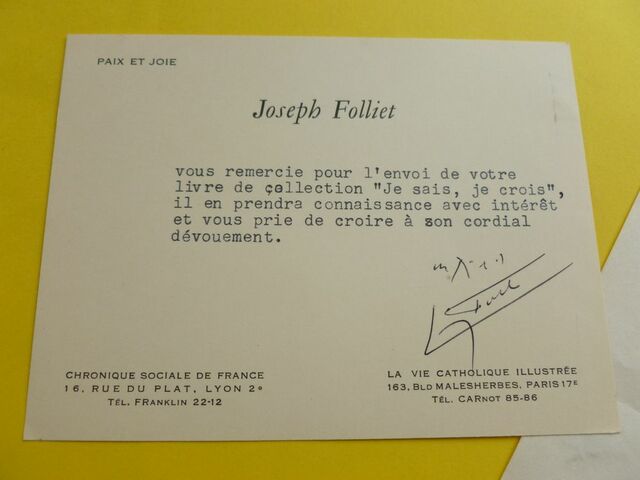 PAIX ET JOIE
Joseph Folliet
vous remercie pour l'envoi de votre
livre de collection "Je sais, je crois",
il en prendra connaissance avec intérêt
et vous prie de croire à son cordial
dévouement.
CHRONIQUE SOCIALE DE FRANCE
16, RUE DU PLAT, LYON 2º
TÉL. FRANKLIN 22-12
LA VIE CATHOLIQUE ILLUSTRÉE
163, BLD MALESHERBES, PARIS 17E
TÉL. CARNOT 85-86